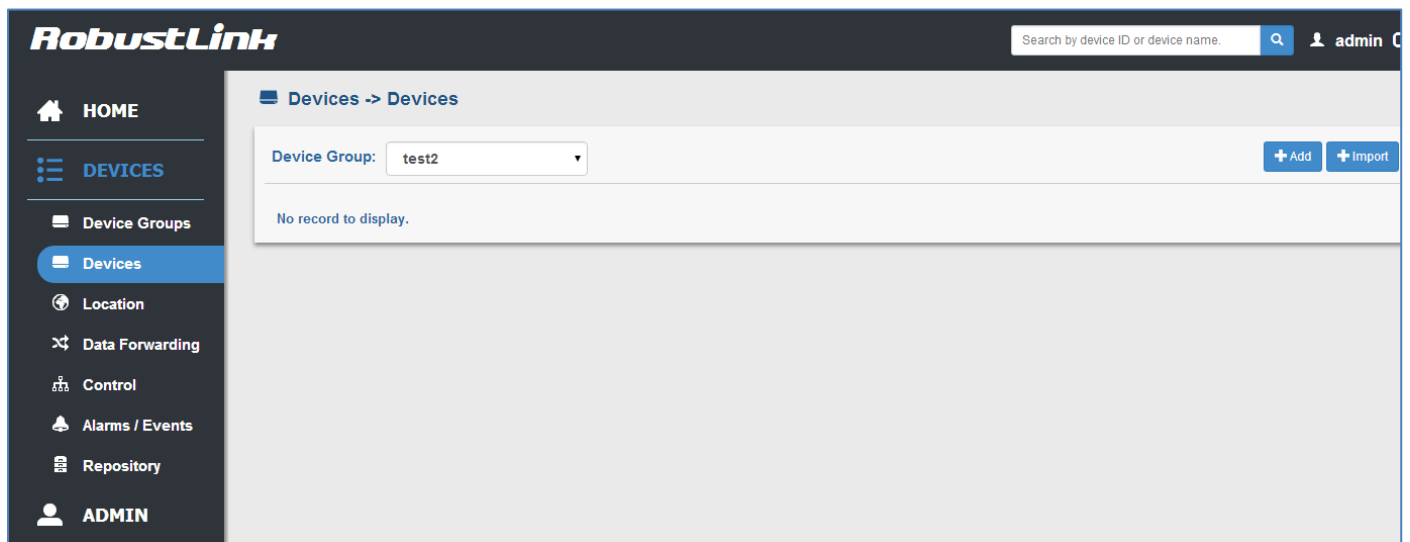 RobustLink
Search by device ID or device name.
admin
HOME
Devices -> Devices
Device Group: test2
Add
Import
DEVICES
No record to display.
Device Groups
Devices
Location
Data Forwarding
Control
Alarms / Events
Repository
ADMIN